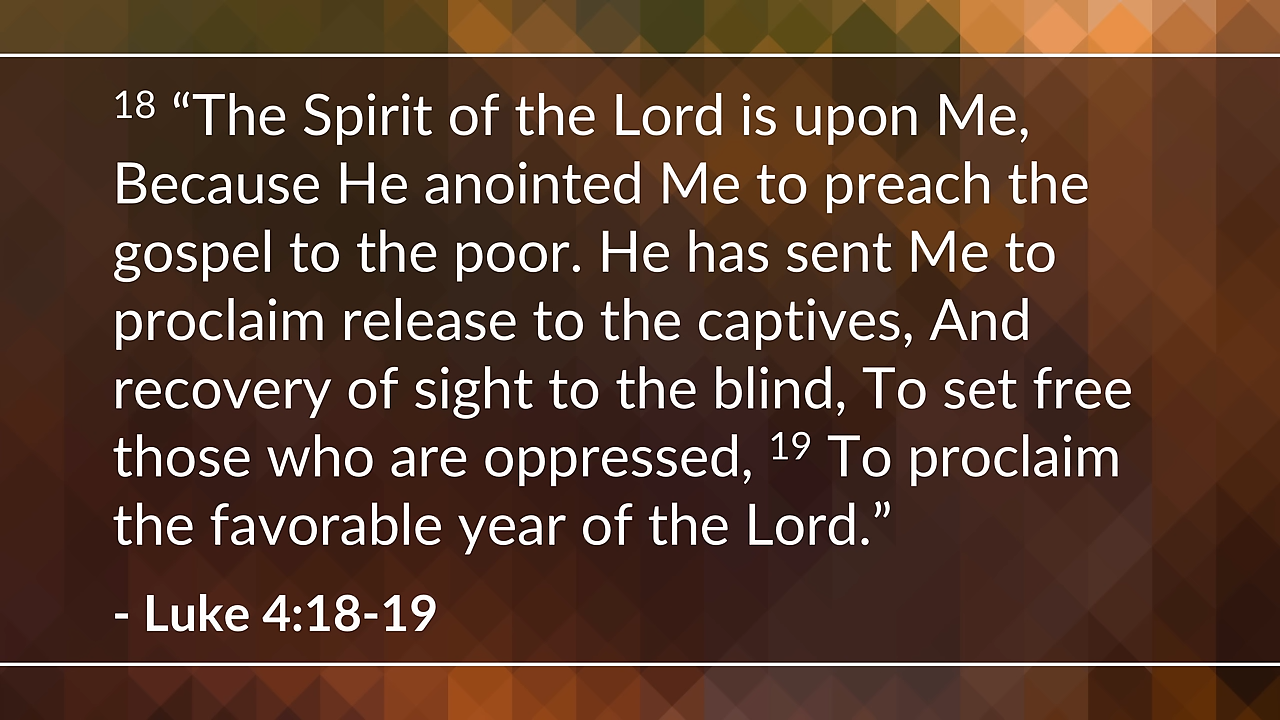 18 “The Spirit of the Lord is upon Me,
Because He anointed Me to preach the
gospel to the poor. He has sent Me to
proclaim release to the captives, And
recovery of sight to the blind, To set free
those who are oppressed, 19 To proclaim
the favorable year of the Lord.”
- Luke 4:18-19